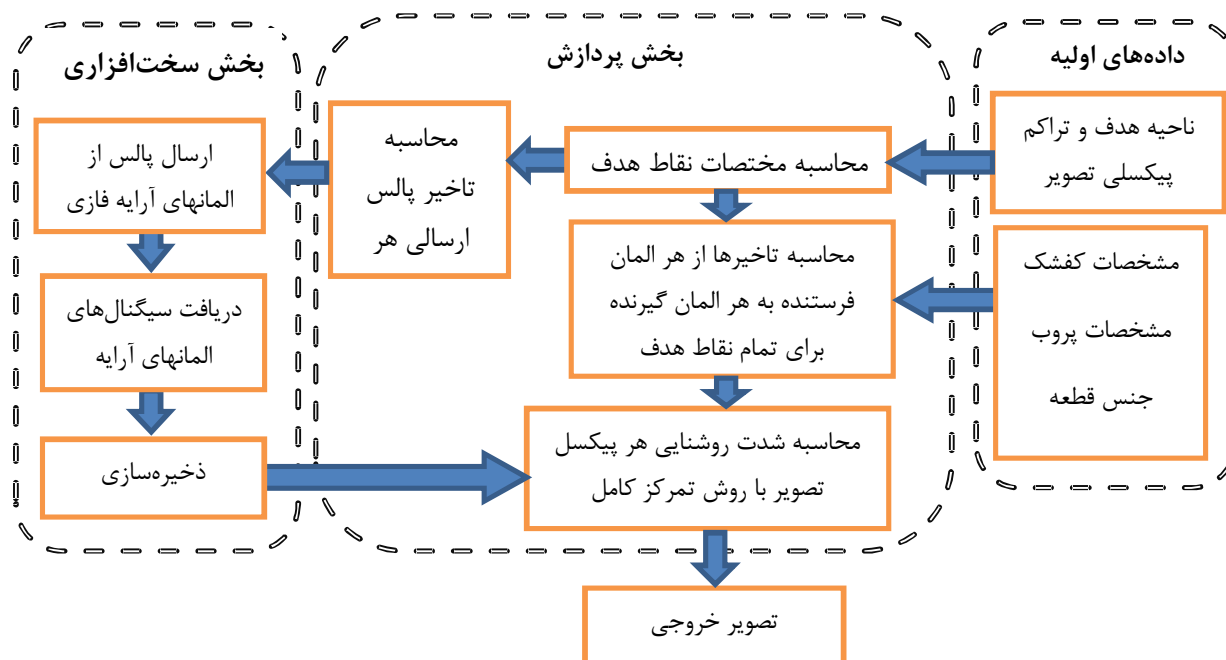 داده‌های اولیه
ناحیه هدف و تراکم
پیکسلی تصویر
مشخصات کفشک
مشخصات پروب
جنس قطعه
بخش پردازش
محاسبه مختصات نقاط هدف
محاسبه
تاخیر پالس
ارسالی هر
محاسبه تاخیرها از هر المان
فرستنده به هر المان گیرنده
برای تمام نقاط هدف
محاسبه شدت روشنایی هر پیکسل
تصویر با روش تمرکز کامل
بخش سخت‌افزاری
ارسال پالس از
المانهای آرایه فازی
دریافت سیگنال‌های
المانهای آرایه
ذخیره‌سازی
تصویر خروجی